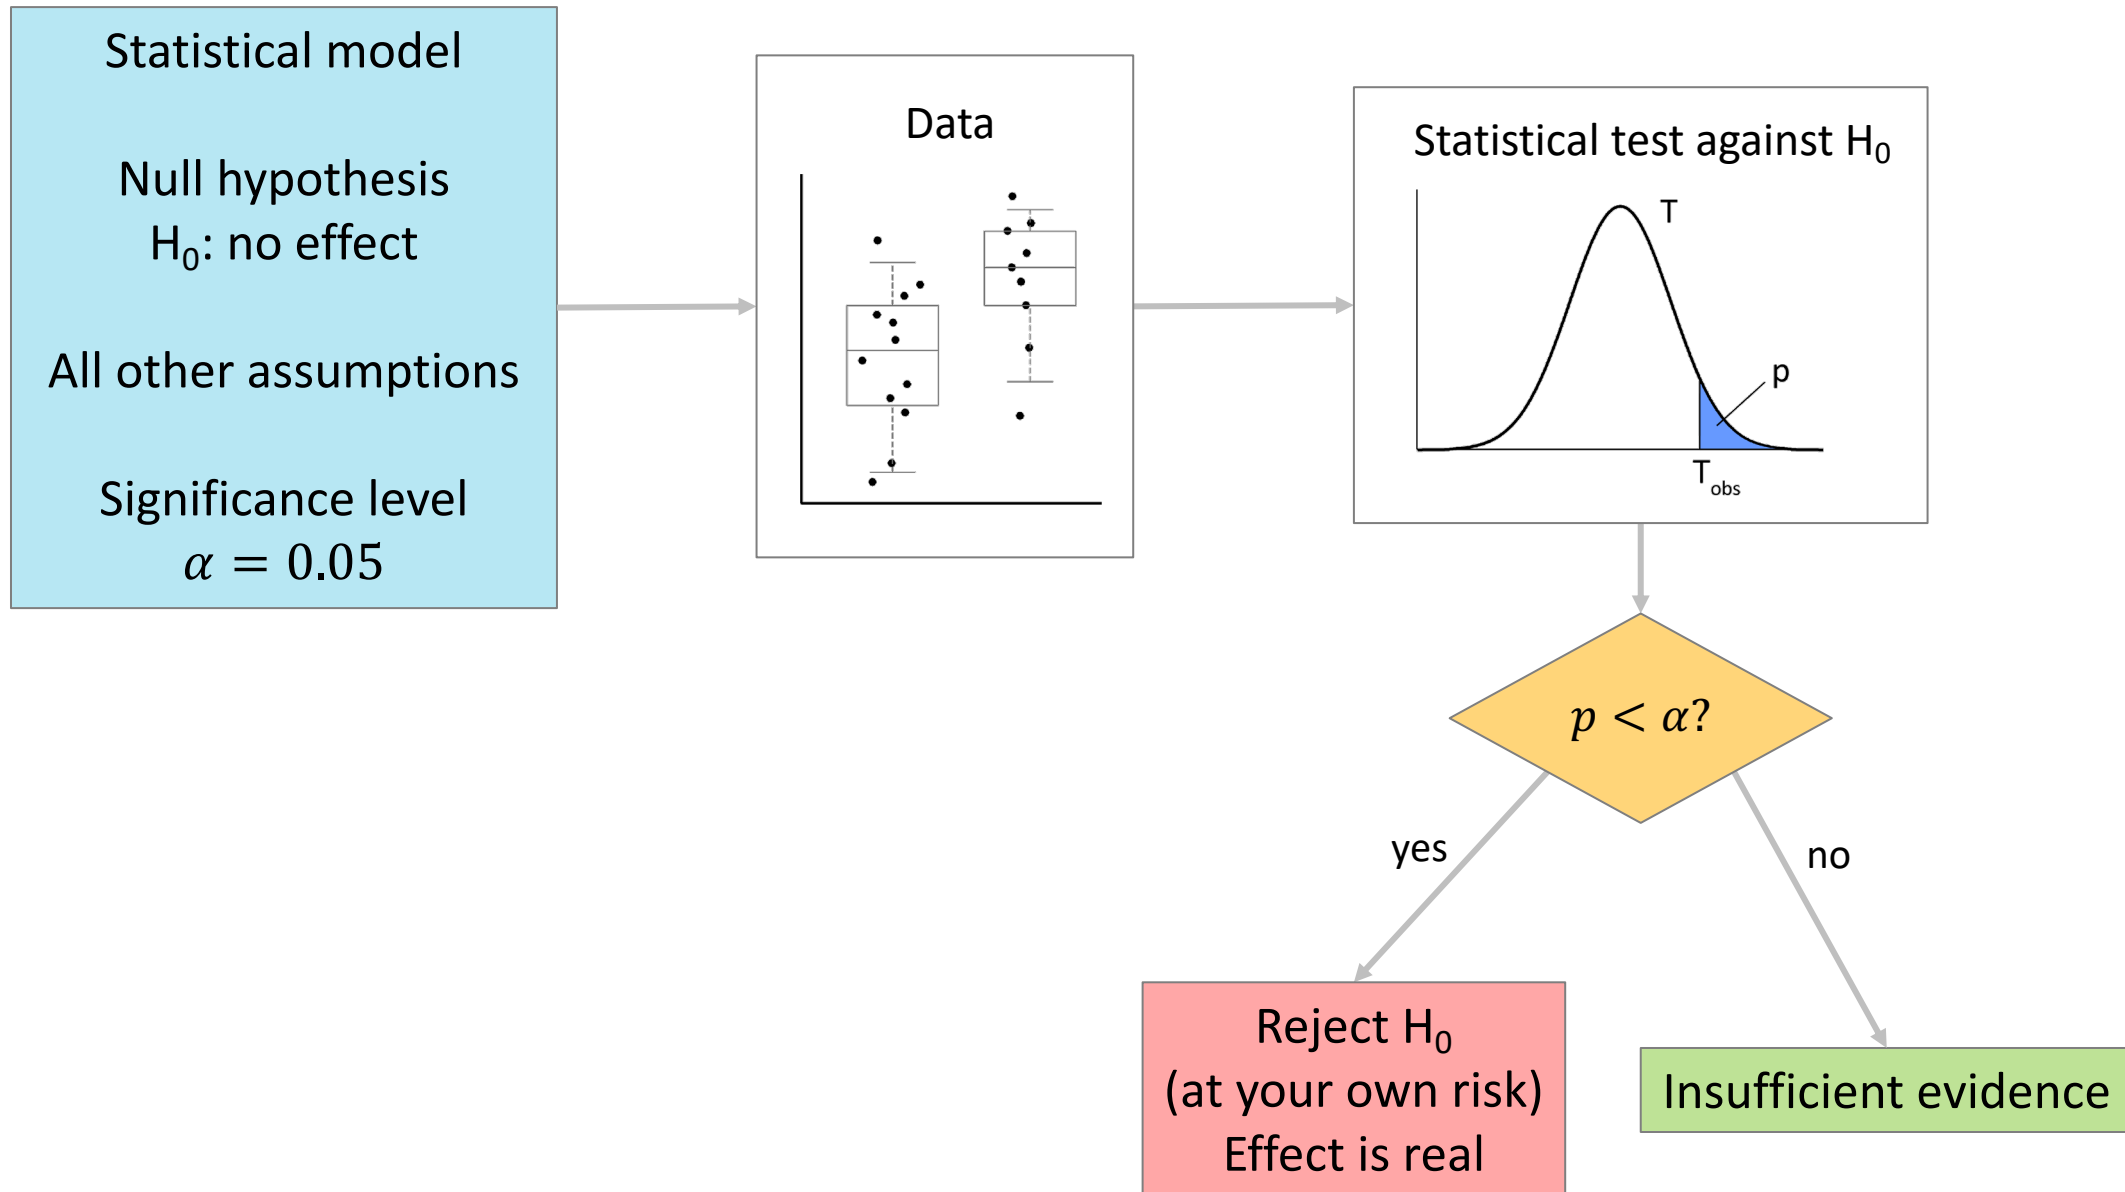 Statistical model
Null hypothesis
H₀: no effect
All other assumptions
Significance level
α = 0.05
Data
Statistical test against H₀
T
p
T_obs
p < α?
yes
no
Reject H₀
(at your own risk)
Effect is real
Insufficient evidence